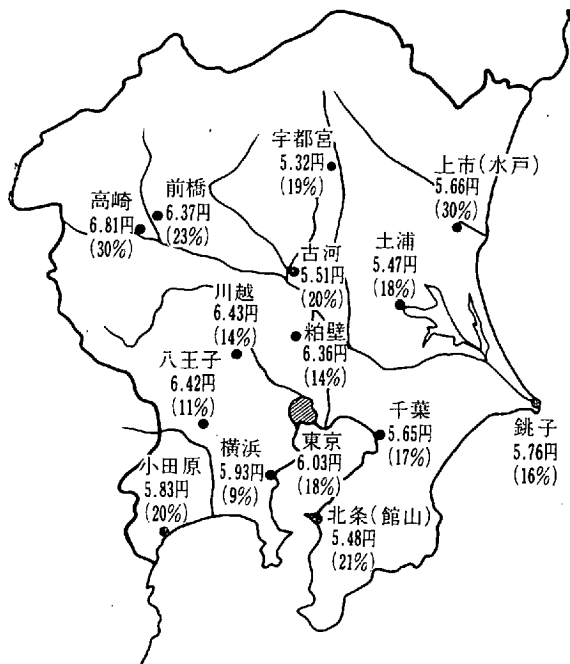 宇都宮
5.32円
(19%)
上市(水戸)
5.66円
(30%)
前橋
6.37円
(23%)
高崎
6.81円
(30%)
土浦
5.47円
(18%)
古河
5.51円
(20%)
川越
6.43円
(14%)
粕壁
6.36円
(14%)
八王子
6.42円
(11%)
千葉
5.65円
(17%)
銚子
5.76円
(16%)
東京
6.03円
(18%)
横浜
5.93円
(9%)
小田原
5.83円
(20%)
北条(館山)
5.48円
(21%)